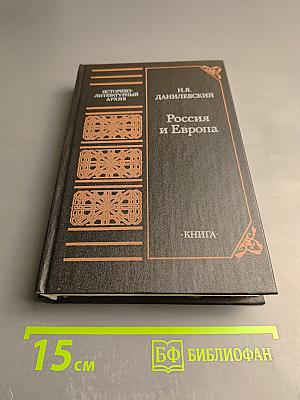 ИСТОРИКО-
ЛИТЕРАТУРНЫЙ
АРХИВ
Н.Я.
ДАНИЛЕВСКИЙ
Россия
и Европа
·КНИГА·
15 см
БФ БИБЛИОФАН